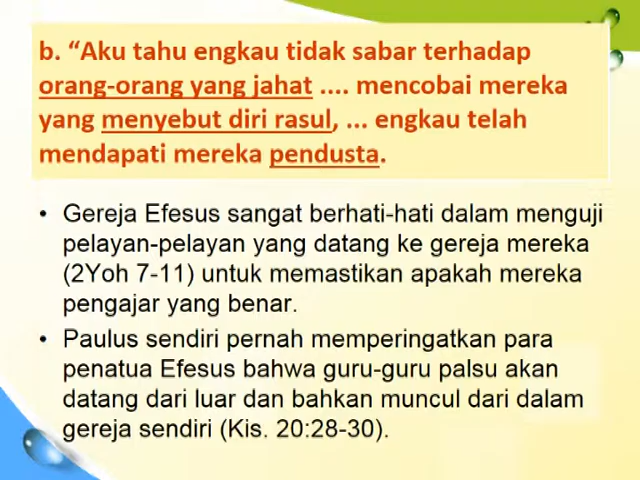 b. “Aku tahu engkau tidak sabar terhadap
orang-orang yang jahat .... mencobai mereka
yang menyebut diri rasul, ... engkau telah
mendapati mereka pendusta.
• Gereja Efesus sangat berhati-hati dalam menguji
pelayan-pelayan yang datang ke gereja mereka
(2Yoh 7-11) untuk memastikan apakah mereka
pengajar yang benar.
• Paulus sendiri pernah memperingatkan para
penatua Efesus bahwa guru-guru palsu akan
datang dari luar dan bahkan muncul dari dalam
gereja sendiri (Kis. 20:28-30).